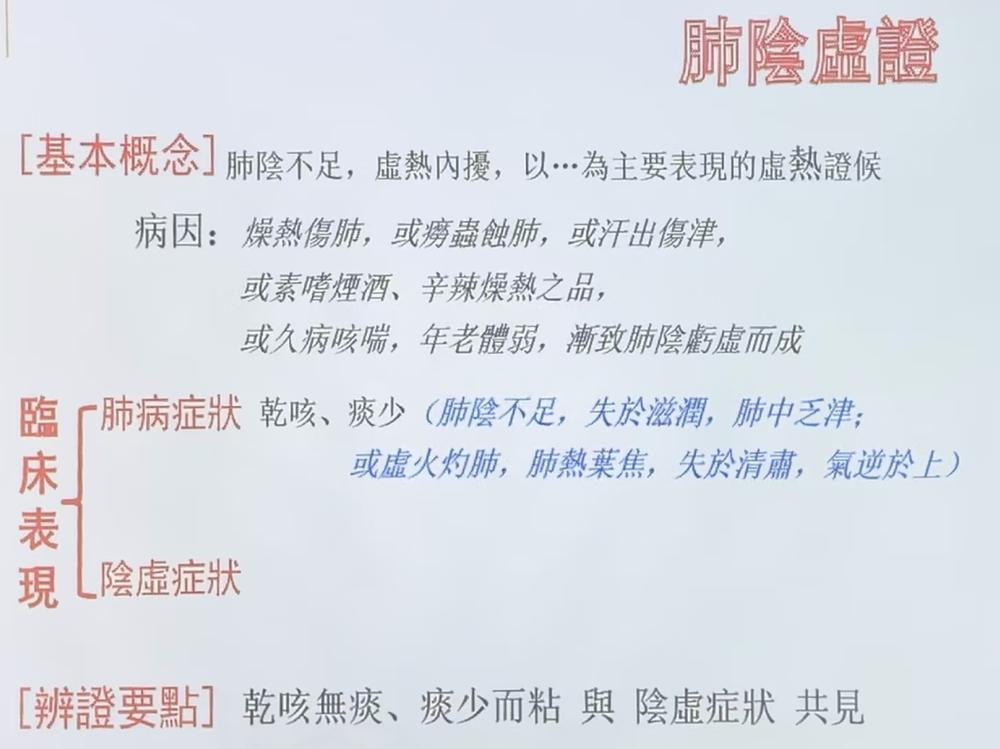 肺陰虛證
[基本概念] 肺陰不足，虛熱內擾，以…為主要表現的虛熱證候
病因：燥熱傷肺，或癆蟲蝕肺，或汗出傷津，
或素嗜煙酒、辛辣燥熱之品，
或久病咳喘，年老體弱，漸致肺陰虧虛而成
臨床表現
肺病症狀 乾咳、痰少（肺陰不足，失於滋潤，肺中乏津；
或虛火灼肺，肺熱葉焦，失於清肅，氣逆於上）
陰虛症狀
[辨證要點] 乾咳無痰、痰少而粘 與 陰虛症狀 共見